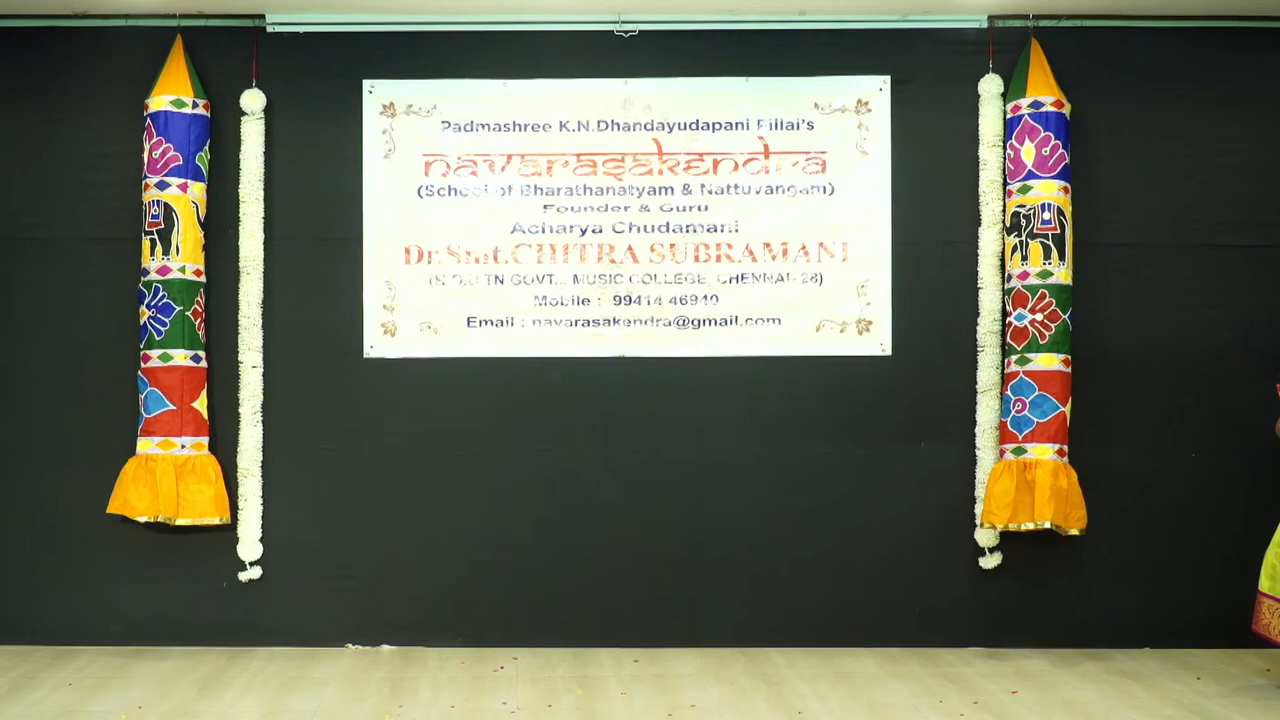 Padmashree K.N.Dhandayudapani Pillai's
navarasakendra
(School of Bharathanatyam & Nattuvangam)
Founder & Guru
Acharya Chudamani
Dr.Smt.CHITRA SUBRAMANI
TN GOVT... MUSIC COLLEGE, CHENNAI- 28)
Mobile : 99414 46940
Email : navarasakendra@gmail.com